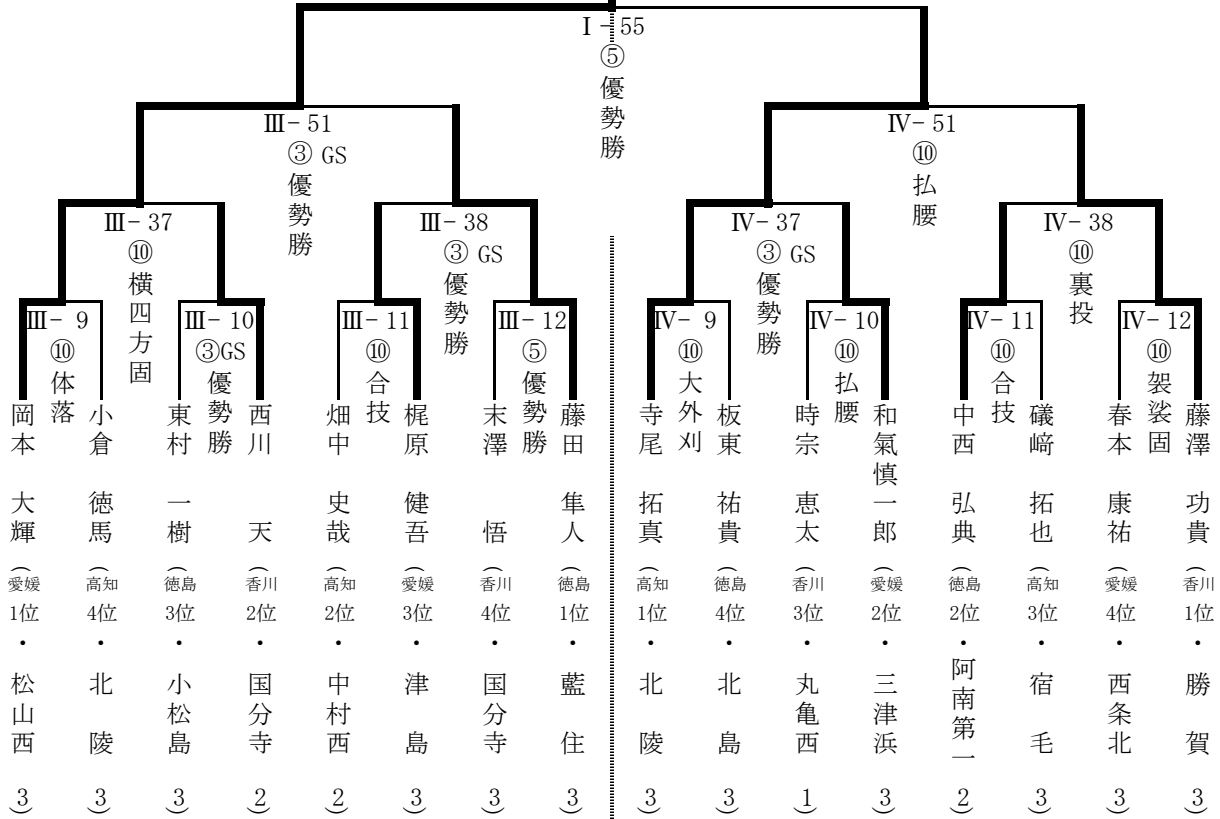 Ⅰ-55
⑤
優勢勝
Ⅲ-51
③ GS
優勢勝
Ⅳ-51
⑩
払腰
Ⅲ-37
⑩
横四方固
Ⅲ-38
③ GS
優勢勝
Ⅳ-37
③ GS
優勢勝
Ⅳ-38
⑩
裏投
Ⅲ- 9
⑩
体落
Ⅲ-10
③GS
優勢勝
Ⅲ-11
⑩
合技
Ⅲ-12
⑤
優勢勝
Ⅳ- 9
⑩
大外刈
Ⅳ-10
⑩
払腰
Ⅳ-11
⑩
合技
Ⅳ-12
⑩
袈裟固
岡本 大輝 (愛媛1位・松山西 3)
小倉 徳馬 (高知4位・北陵 3)
東村 一樹 (徳島3位・小松島 3)
西川 天 (香川2位・国分寺 2)
畑中 史哉 (高知2位・中村西 2)
梶原 健吾 (愛媛3位・津島 3)
末澤 悟 (香川4位・国分寺 3)
藤田 隼人 (徳島1位・藍住 3)
寺尾 拓真 (高知1位・北陵 3)
板東 祐貴 (徳島4位・北島 3)
時宗 恵太 (香川3位・丸亀西 1)
和氣慎一郎 (愛媛2位・三津浜 3)
中西 弘典 (徳島2位・阿南第一 2)
礒﨑 拓也 (高知3位・宿毛 3)
春本 康祐 (愛媛4位・西条北 3)
藤澤 功貴 (香川1位・勝賀 3)